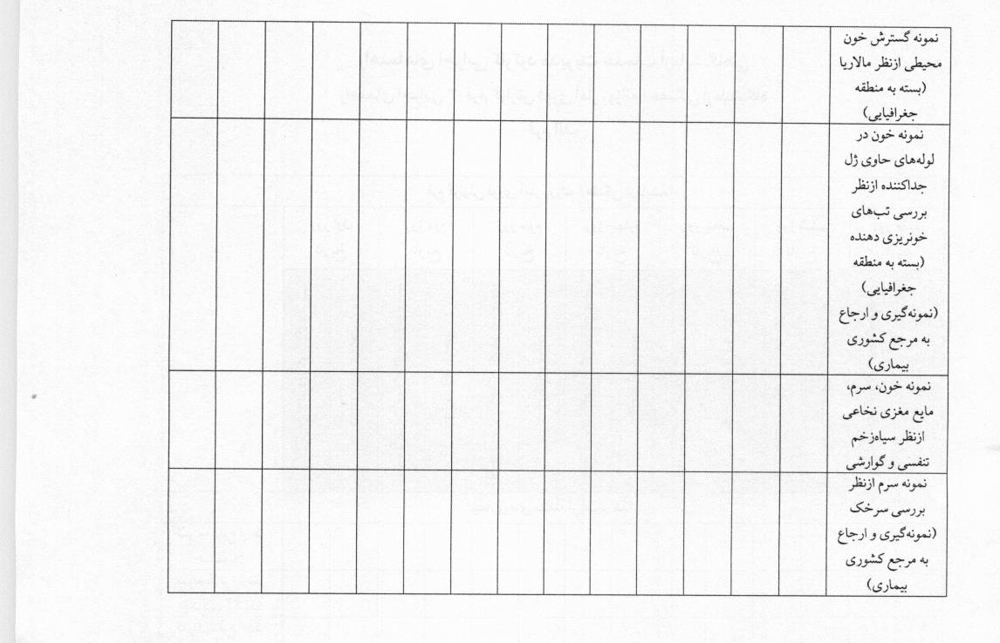 نمونه گسترش خون
محیطی ازنظر مالاریا
(بسته به منطقه
جغرافیایی)
نمونه خون در
لوله‌های حاوی ژل
جداکننده ازنظر
بررسی تب‌های
خونریزی دهنده
(بسته به منطقه
جغرافیایی)
(نمونه‌گیری و ارجاع
به مرجع کشوری
بیماری)
نمونه خون، سرم،
مایع مغزی نخاعی
ازنظر سیاه‌زخم
تنفسی و گوارشی
نمونه سرم ازنظر
بررسی سرخک
(نمونه‌گیری و ارجاع
به مرجع کشوری
بیماری)